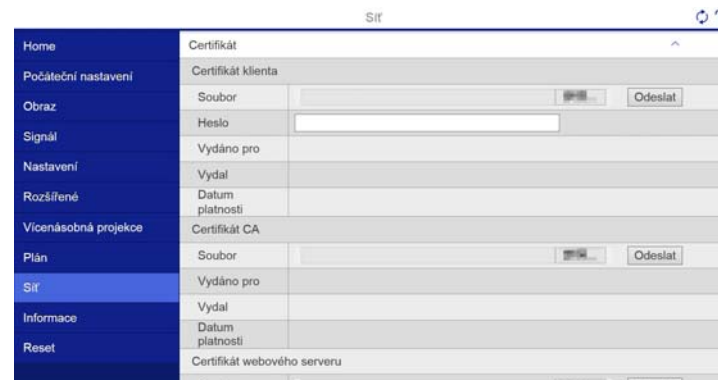 Síť
Home
Počáteční nastavení
Obraz
Signál
Nastavení
Rozšířené
Vícenásobná projekce
Plán
Síť
Informace
Reset
Certifikát
Certifikát klienta
Soubor
Odeslat
Heslo
Vydáno pro
Vydal
Datum
platnosti
Certifikát CA
Soubor
Odeslat
Vydáno pro
Vydal
Datum
platnosti
Certifikát webového serveru